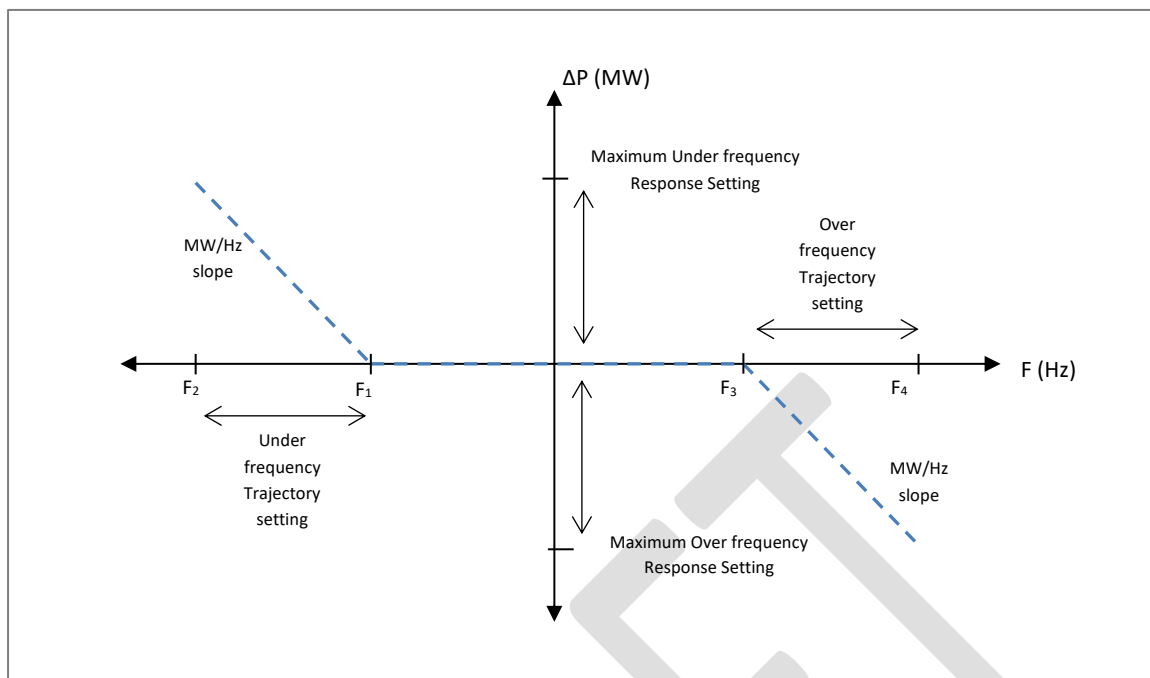 ΔP (MW)
Maximum Under frequency
Response Setting
MW/Hz
slope
Over
frequency
Trajectory
setting
F₂
F₁
F₃
F₄
F (Hz)
Under
frequency
Trajectory
setting
MW/Hz
slope
Maximum Over frequency
Response Setting